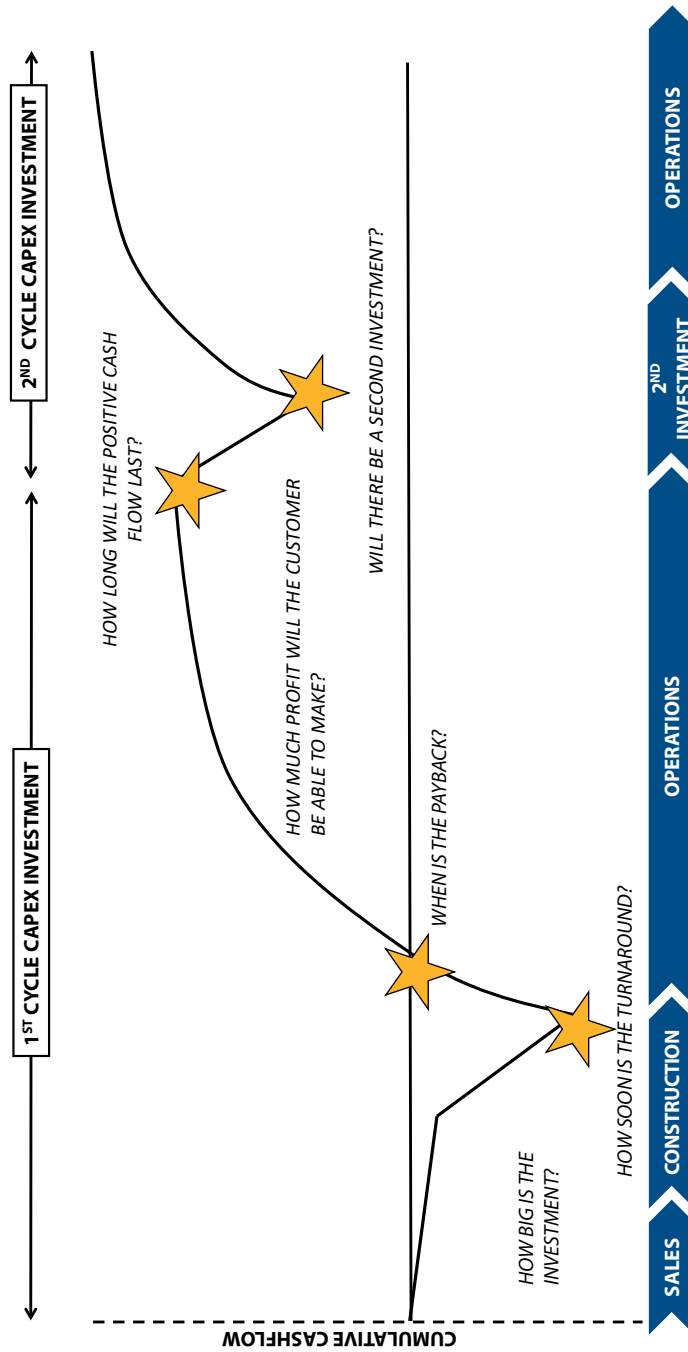 1ST CYCLE CAPEX INVESTMENT
2ND CYCLE CAPEX INVESTMENT
CUMULATIVE CASHFLOW
HOW LONG WILL THE POSITIVE CASH
FLOW LAST?
HOW MUCH PROFIT WILL THE CUSTOMER
BE ABLE TO MAKE?
WILL THERE BE A SECOND INVESTMENT?
WHEN IS THE PAYBACK?
HOW BIG IS THE
INVESTMENT?
HOW SOON IS THE TURNAROUND?
SALES
CONSTRUCTION
OPERATIONS
2ND
INVESTMENT
OPERATIONS